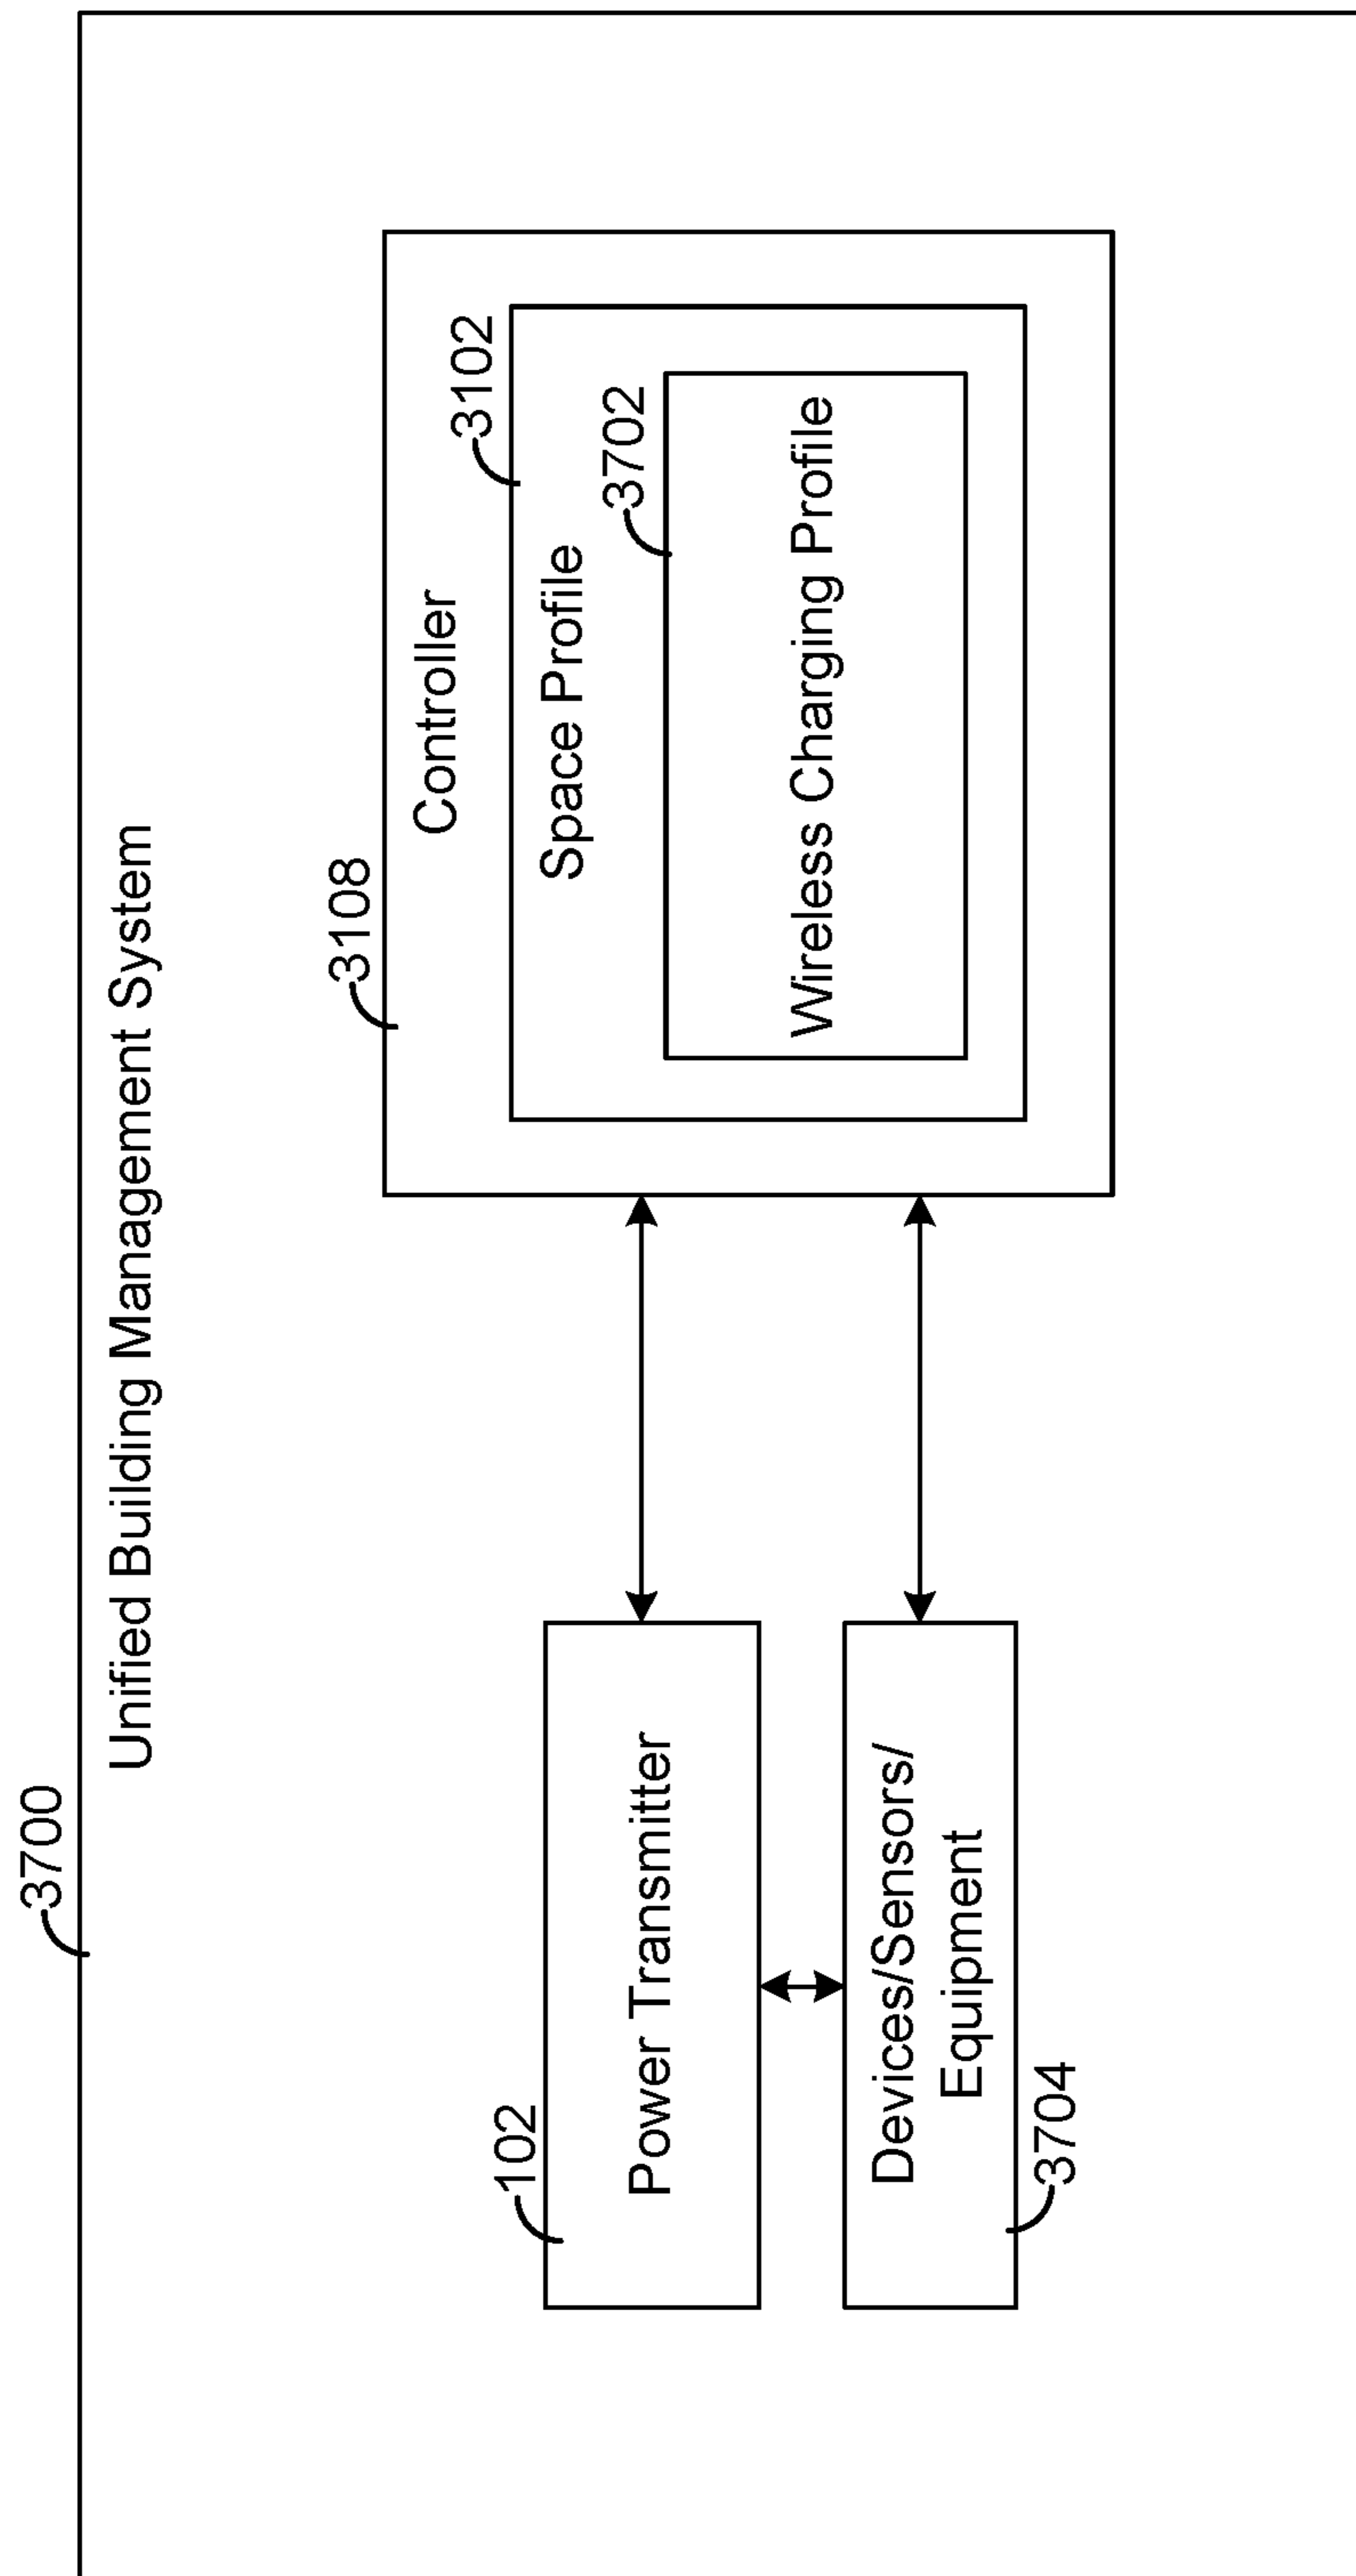 3700
Unified Building Management System
3108
Controller
3102
Space Profile
3702
Wireless Charging Profile
102
Power Transmitter
Devices/Sensors/
Equipment
3704